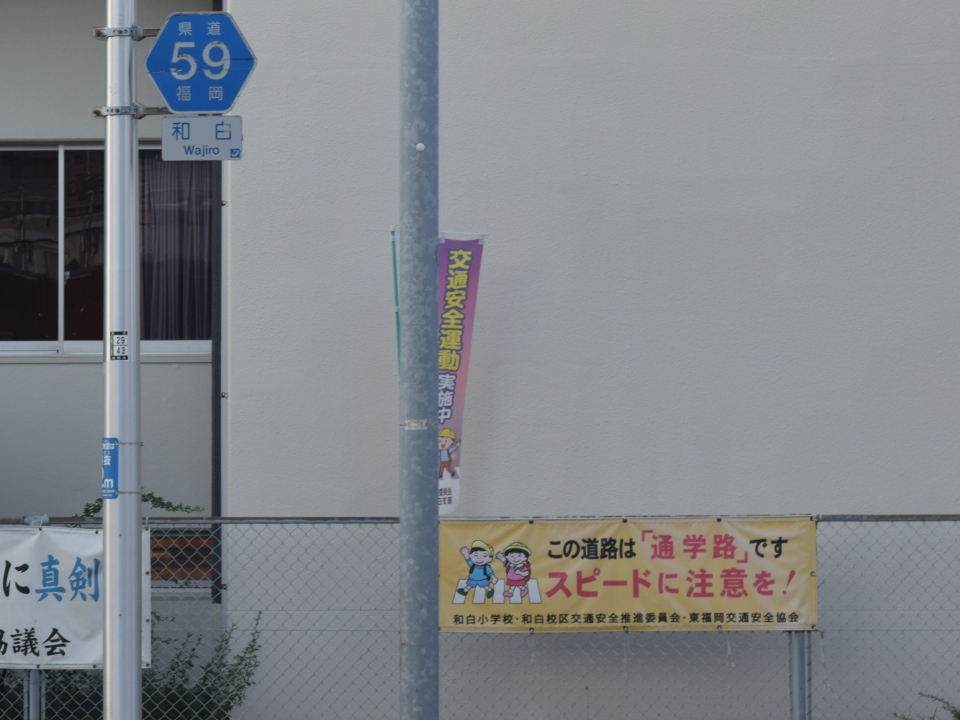 県道
59
福岡
和白
Wajiro
29
43
交通安全運動
実施中
に真剣
議会
この道路は「通学路」です
スピードに注意を!
和白小学校・和白校区交通安全推進委員会・東福岡交通安全協会